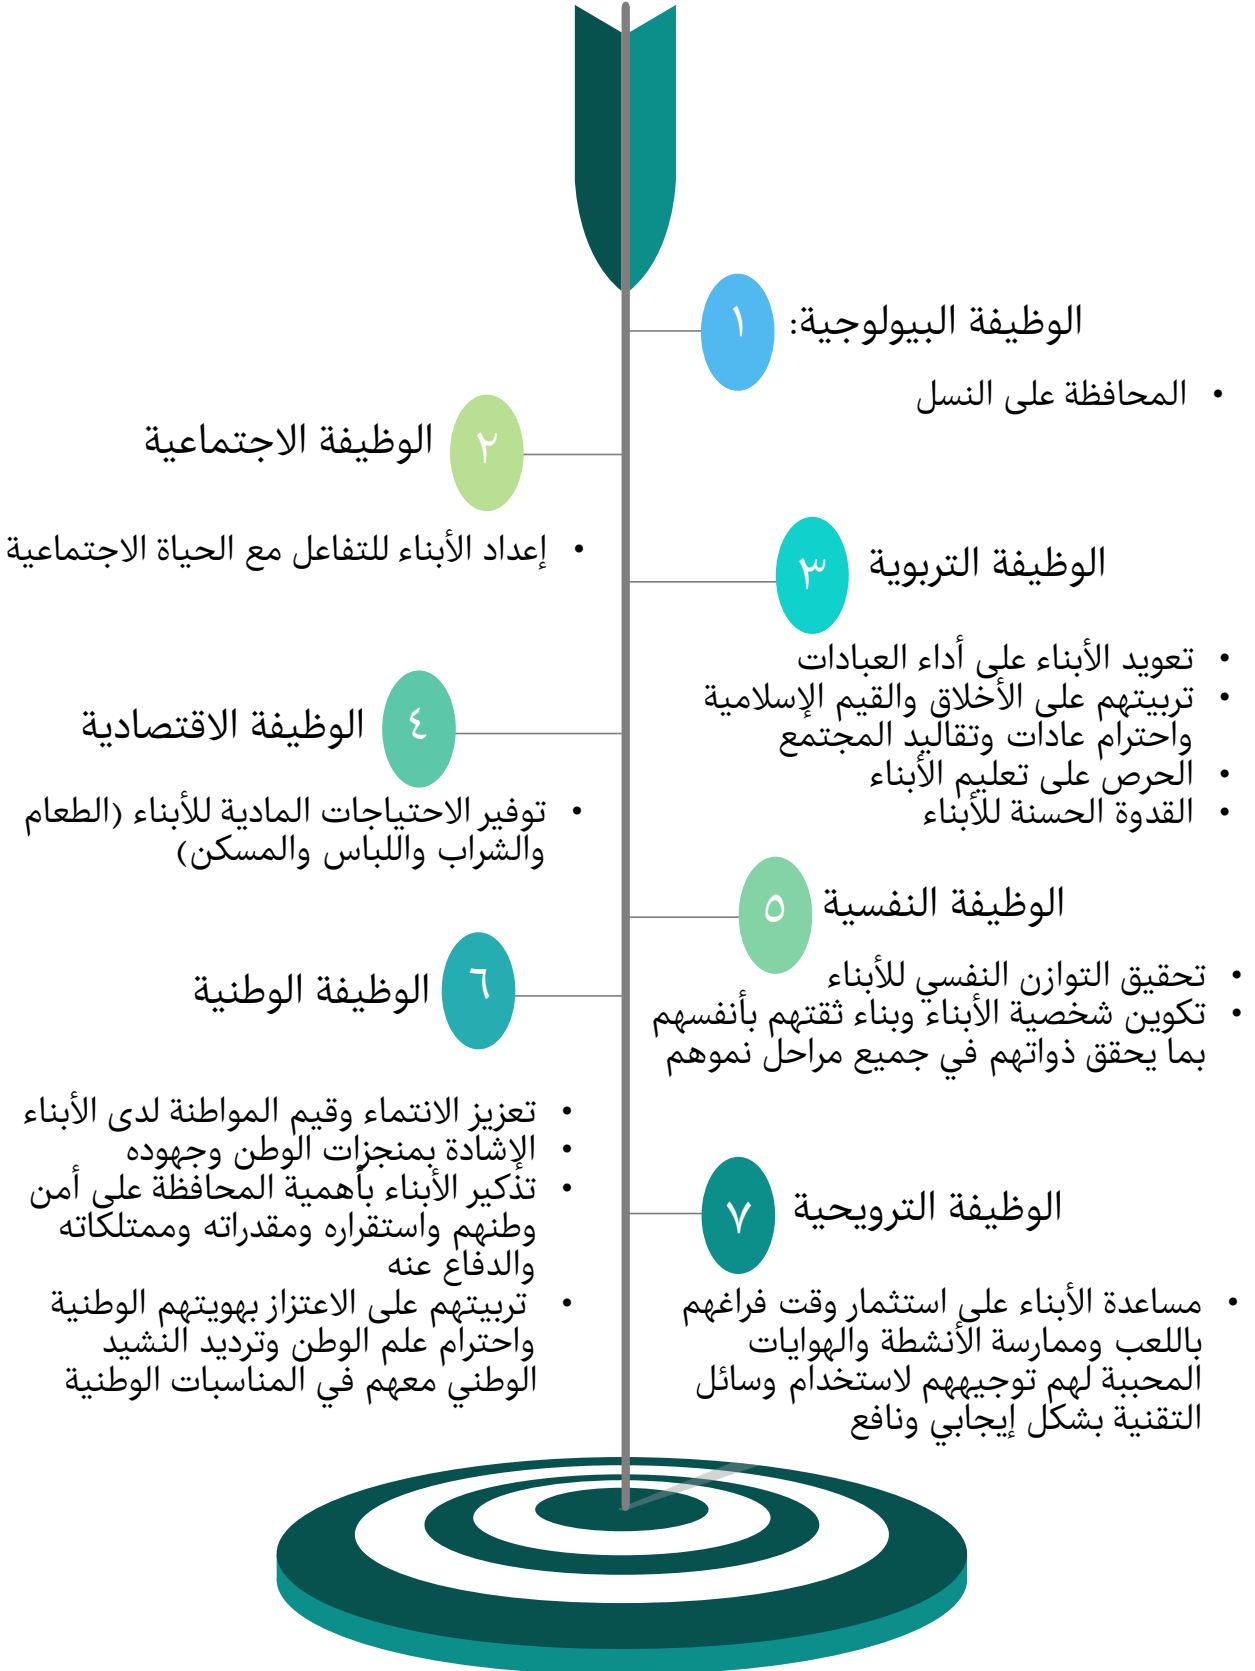 ١
الوظيفة البيولوجية:
• المحافظة على النسل
٢
الوظيفة الاجتماعية
• إعداد الأبناء للتفاعل مع الحياة الاجتماعية
٣
الوظيفة التربوية
• تعويد الأبناء على أداء العبادات
• تربيتهم على الأخلاق والقيم الإسلامية
واحترام عادات وتقاليد المجتمع
• الحرص على تعليم الأبناء
• القدوة الحسنة للأبناء
٤
الوظيفة الاقتصادية
• توفير الاحتياجات المادية للأبناء (الطعام
والشراب واللباس والمسكن)
٥
الوظيفة النفسية
• تحقيق التوازن النفسي للأبناء
• تكوين شخصية الأبناء وبناء ثقتهم بأنفسهم
بما يحقق ذواتهم في جميع مراحل نموهم
٦
الوظيفة الوطنية
• تعزيز الانتماء وقيم المواطنة لدى الأبناء
• الإشادة بمنجزات الوطن وجهوده
• تذكير الأبناء بأهمية المحافظة على أمن
وطنهم واستقراره ومقدراته وممتلكاته
والدفاع عنه
• تربيتهم على الاعتزاز بهويتهم الوطنية
واحترام علم الوطن وترديد النشيد
الوطني معهم في المناسبات الوطنية
٧
الوظيفة الترويحية
• مساعدة الأبناء على استثمار وقت فراغهم
باللعب وممارسة الأنشطة والهوايات
المحببة لهم توجيههم لاستخدام وسائل
التقنية بشكل إيجابي ونافع